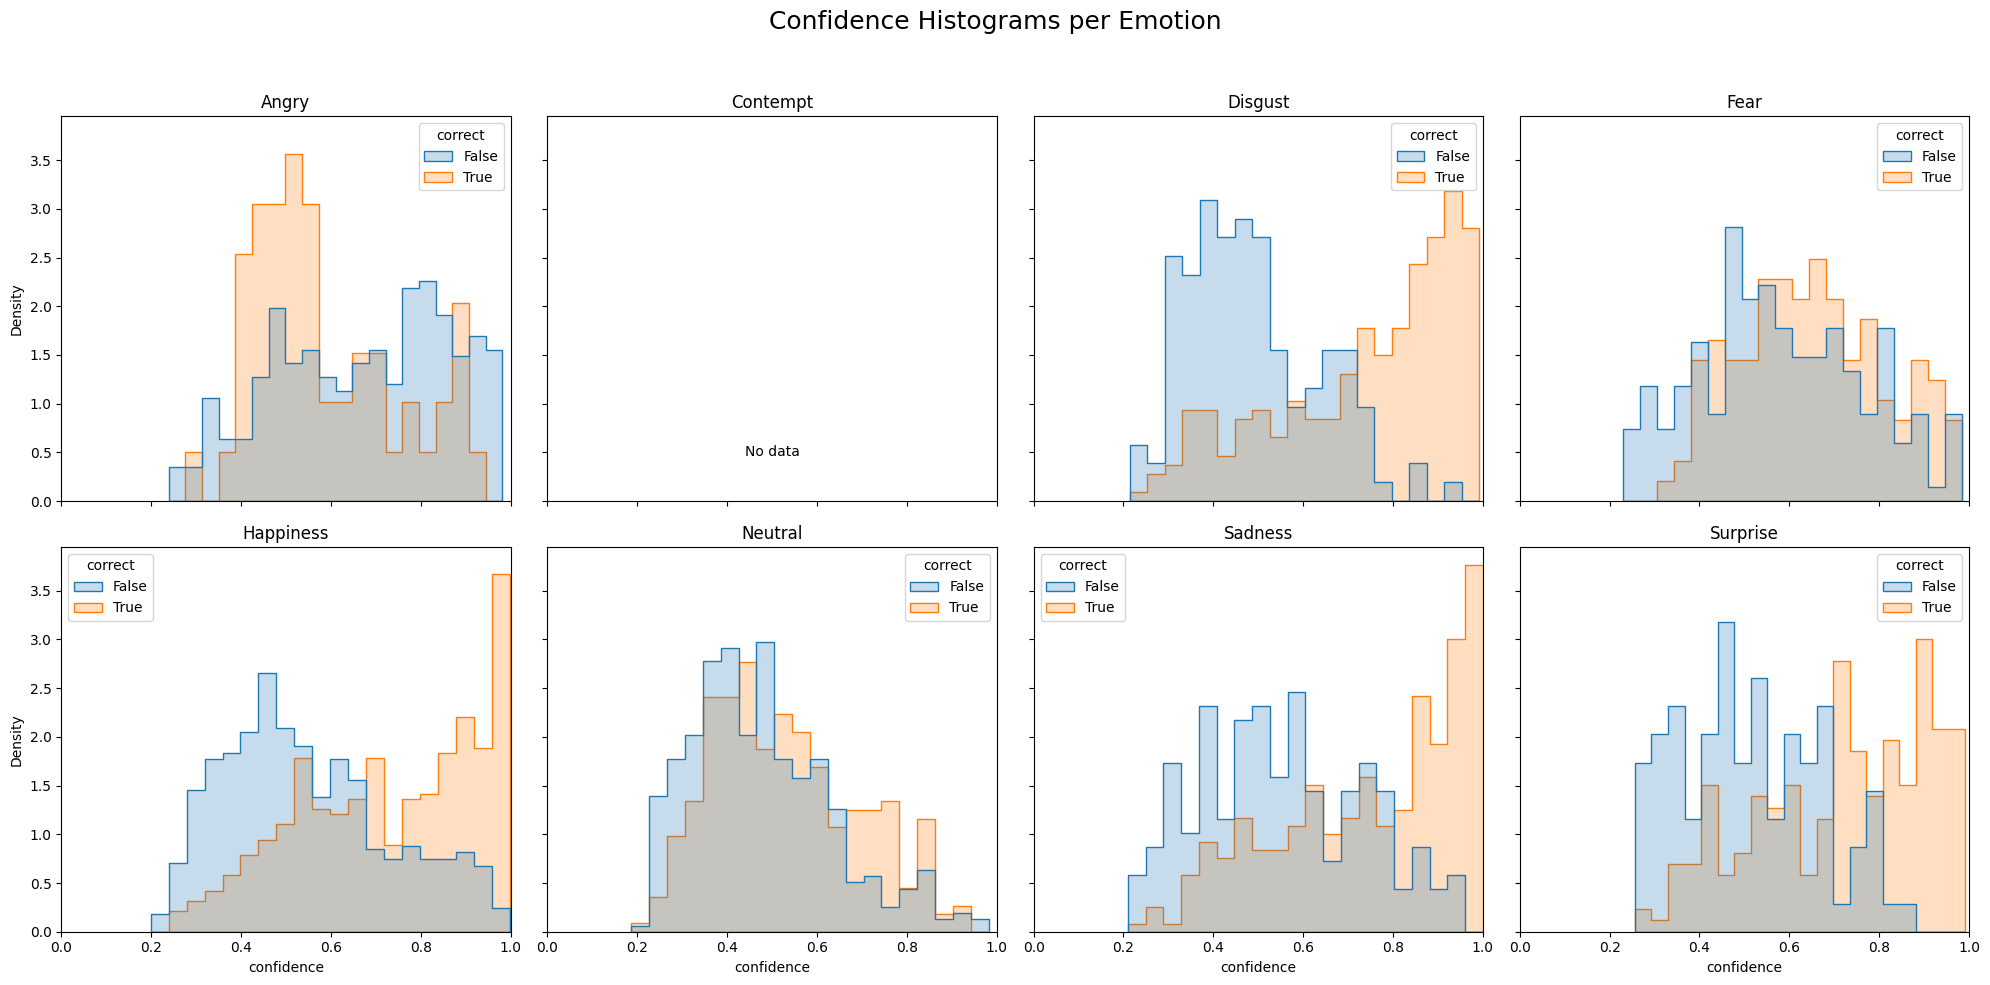 Confidence Histograms per Emotion
Angry
correct
False
True
Density
3.5
3.0
2.5
2.0
1.5
1.0
0.5
0.0
Contempt
No data
Disgust
correct
False
True
Fear
correct
False
True
Happiness
correct
False
True
Density
3.5
3.0
2.5
2.0
1.5
1.0
0.5
0.0
0.0 0.2 0.4 0.6 0.8 1.0
confidence
Neutral
correct
False
True
0.0 0.2 0.4 0.6 0.8 1.0
confidence
Sadness
correct
False
True
0.0 0.2 0.4 0.6 0.8 1.0
confidence
Surprise
correct
False
True
0.0 0.2 0.4 0.6 0.8 1.0
confidence